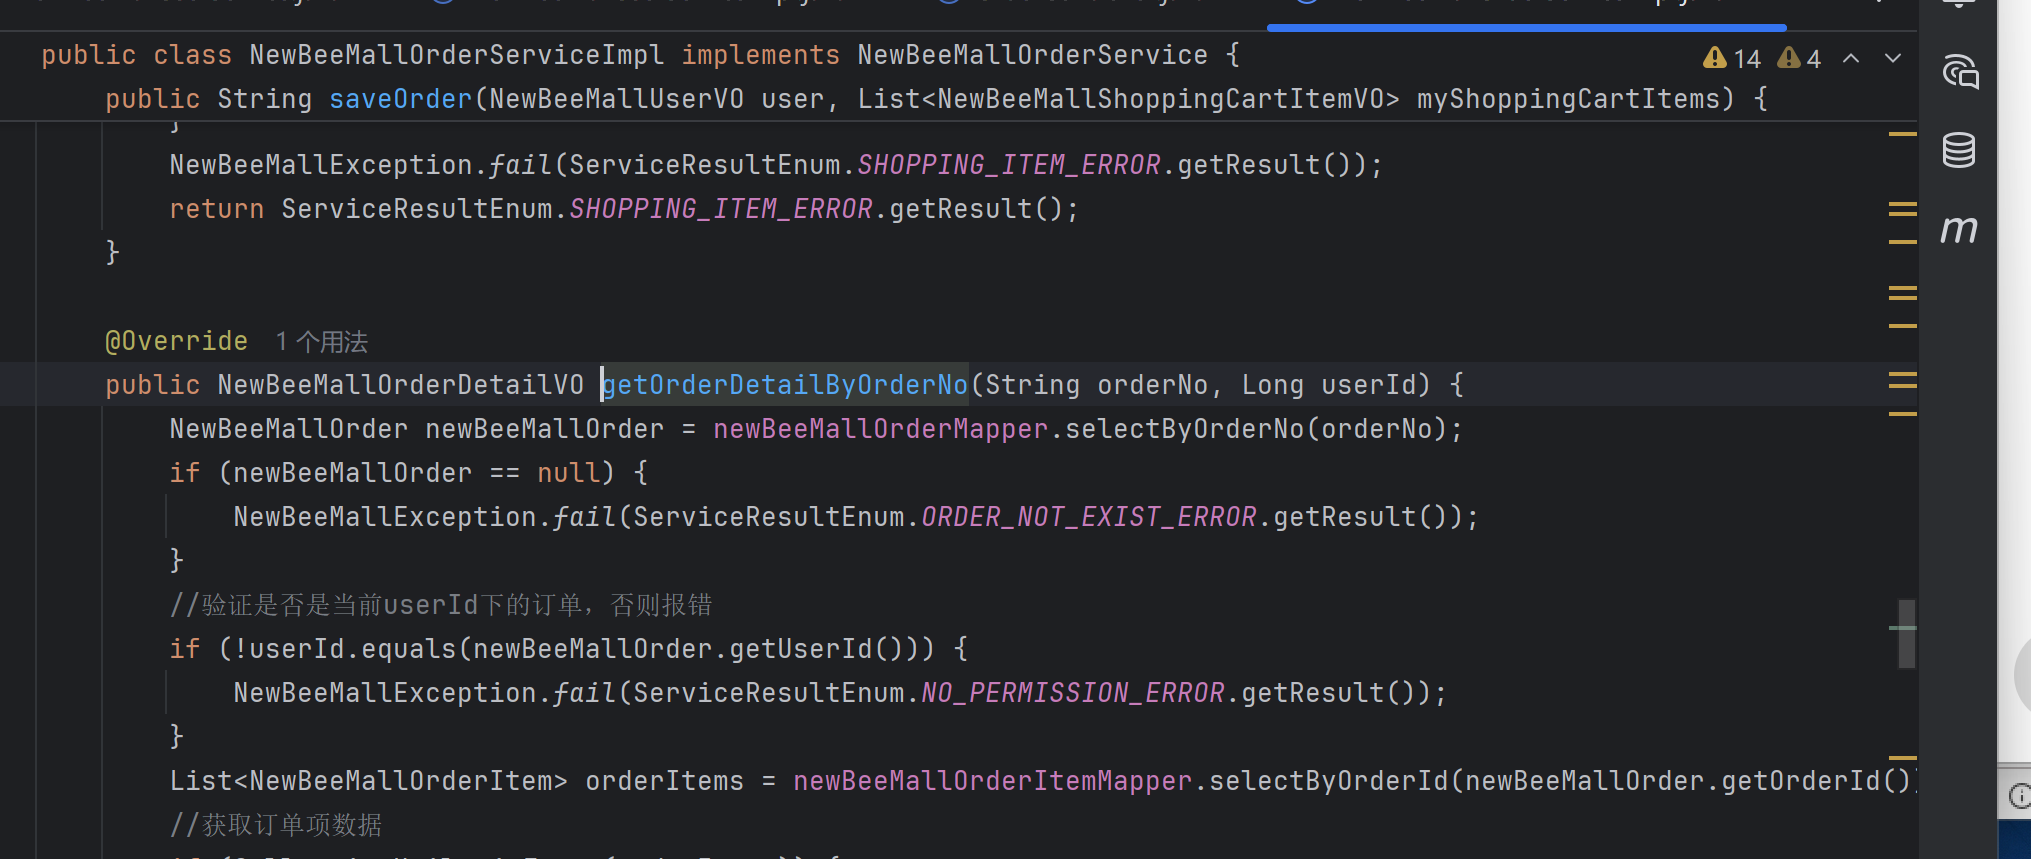 public class NewBeeMallOrderServiceImpl implements NewBeeMallOrderService {
14 4
public String saveOrder(NewBeeMallUserVO user, List<NewBeeMallShoppingCartItemVO> myShoppingCartItems) {
}
NewBeeMallException.fail(ServiceResultEnum.SHOPPING_ITEM_ERROR.getResult());
return ServiceResultEnum.SHOPPING_ITEM_ERROR.getResult();
}
@Override 1 个用法
public NewBeeMallOrderDetailVO getOrderDetailByOrderNo(String orderNo, Long userId) {
NewBeeMallOrder newBeeMallOrder = newBeeMallOrderMapper.selectByOrderNo(orderNo);
if (newBeeMallOrder == null) {
NewBeeMallException.fail(ServiceResultEnum.ORDER_NOT_EXIST_ERROR.getResult());
}
//验证是否是当前userId下的订单，否则报错
if (!userId.equals(newBeeMallOrder.getUserId())) {
NewBeeMallException.fail(ServiceResultEnum.NO_PERMISSION_ERROR.getResult());
}
List<NewBeeMallOrderItem> orderItems = newBeeMallOrderItemMapper.selectByOrderId(newBeeMallOrder.getOrderId()
//获取订单项数据